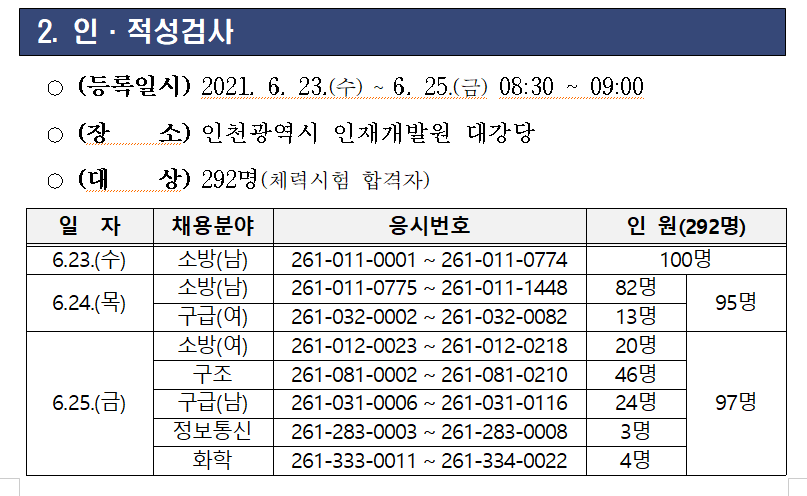 2. 인 · 적성검사
○ (등록일시) 2021. 6. 23.(수) ~ 6. 25.(금) 08:30 ~ 09:00
○ (장 소) 인천광역시 인재개발원 대강당
○ (대 상) 292명(체력시험 합격자)
일 자 채용분야 응시번호 인 원(292명)
6.23.(수) 소방(남) 261-011-0001 ~ 261-011-0774 100명
6.24.(목) 소방(남) 261-011-0775 ~ 261-011-1448 82명 95명
구급(여) 261-032-0002 ~ 261-032-0082 13명
6.25.(금) 소방(여) 261-012-0023 ~ 261-012-0218 20명 97명
구조 261-081-0002 ~ 261-081-0210 46명
구급(남) 261-031-0006 ~ 261-031-0116 24명
정보통신 261-283-0003 ~ 261-283-0008 3명
화학 261-333-0011 ~ 261-334-0022 4명